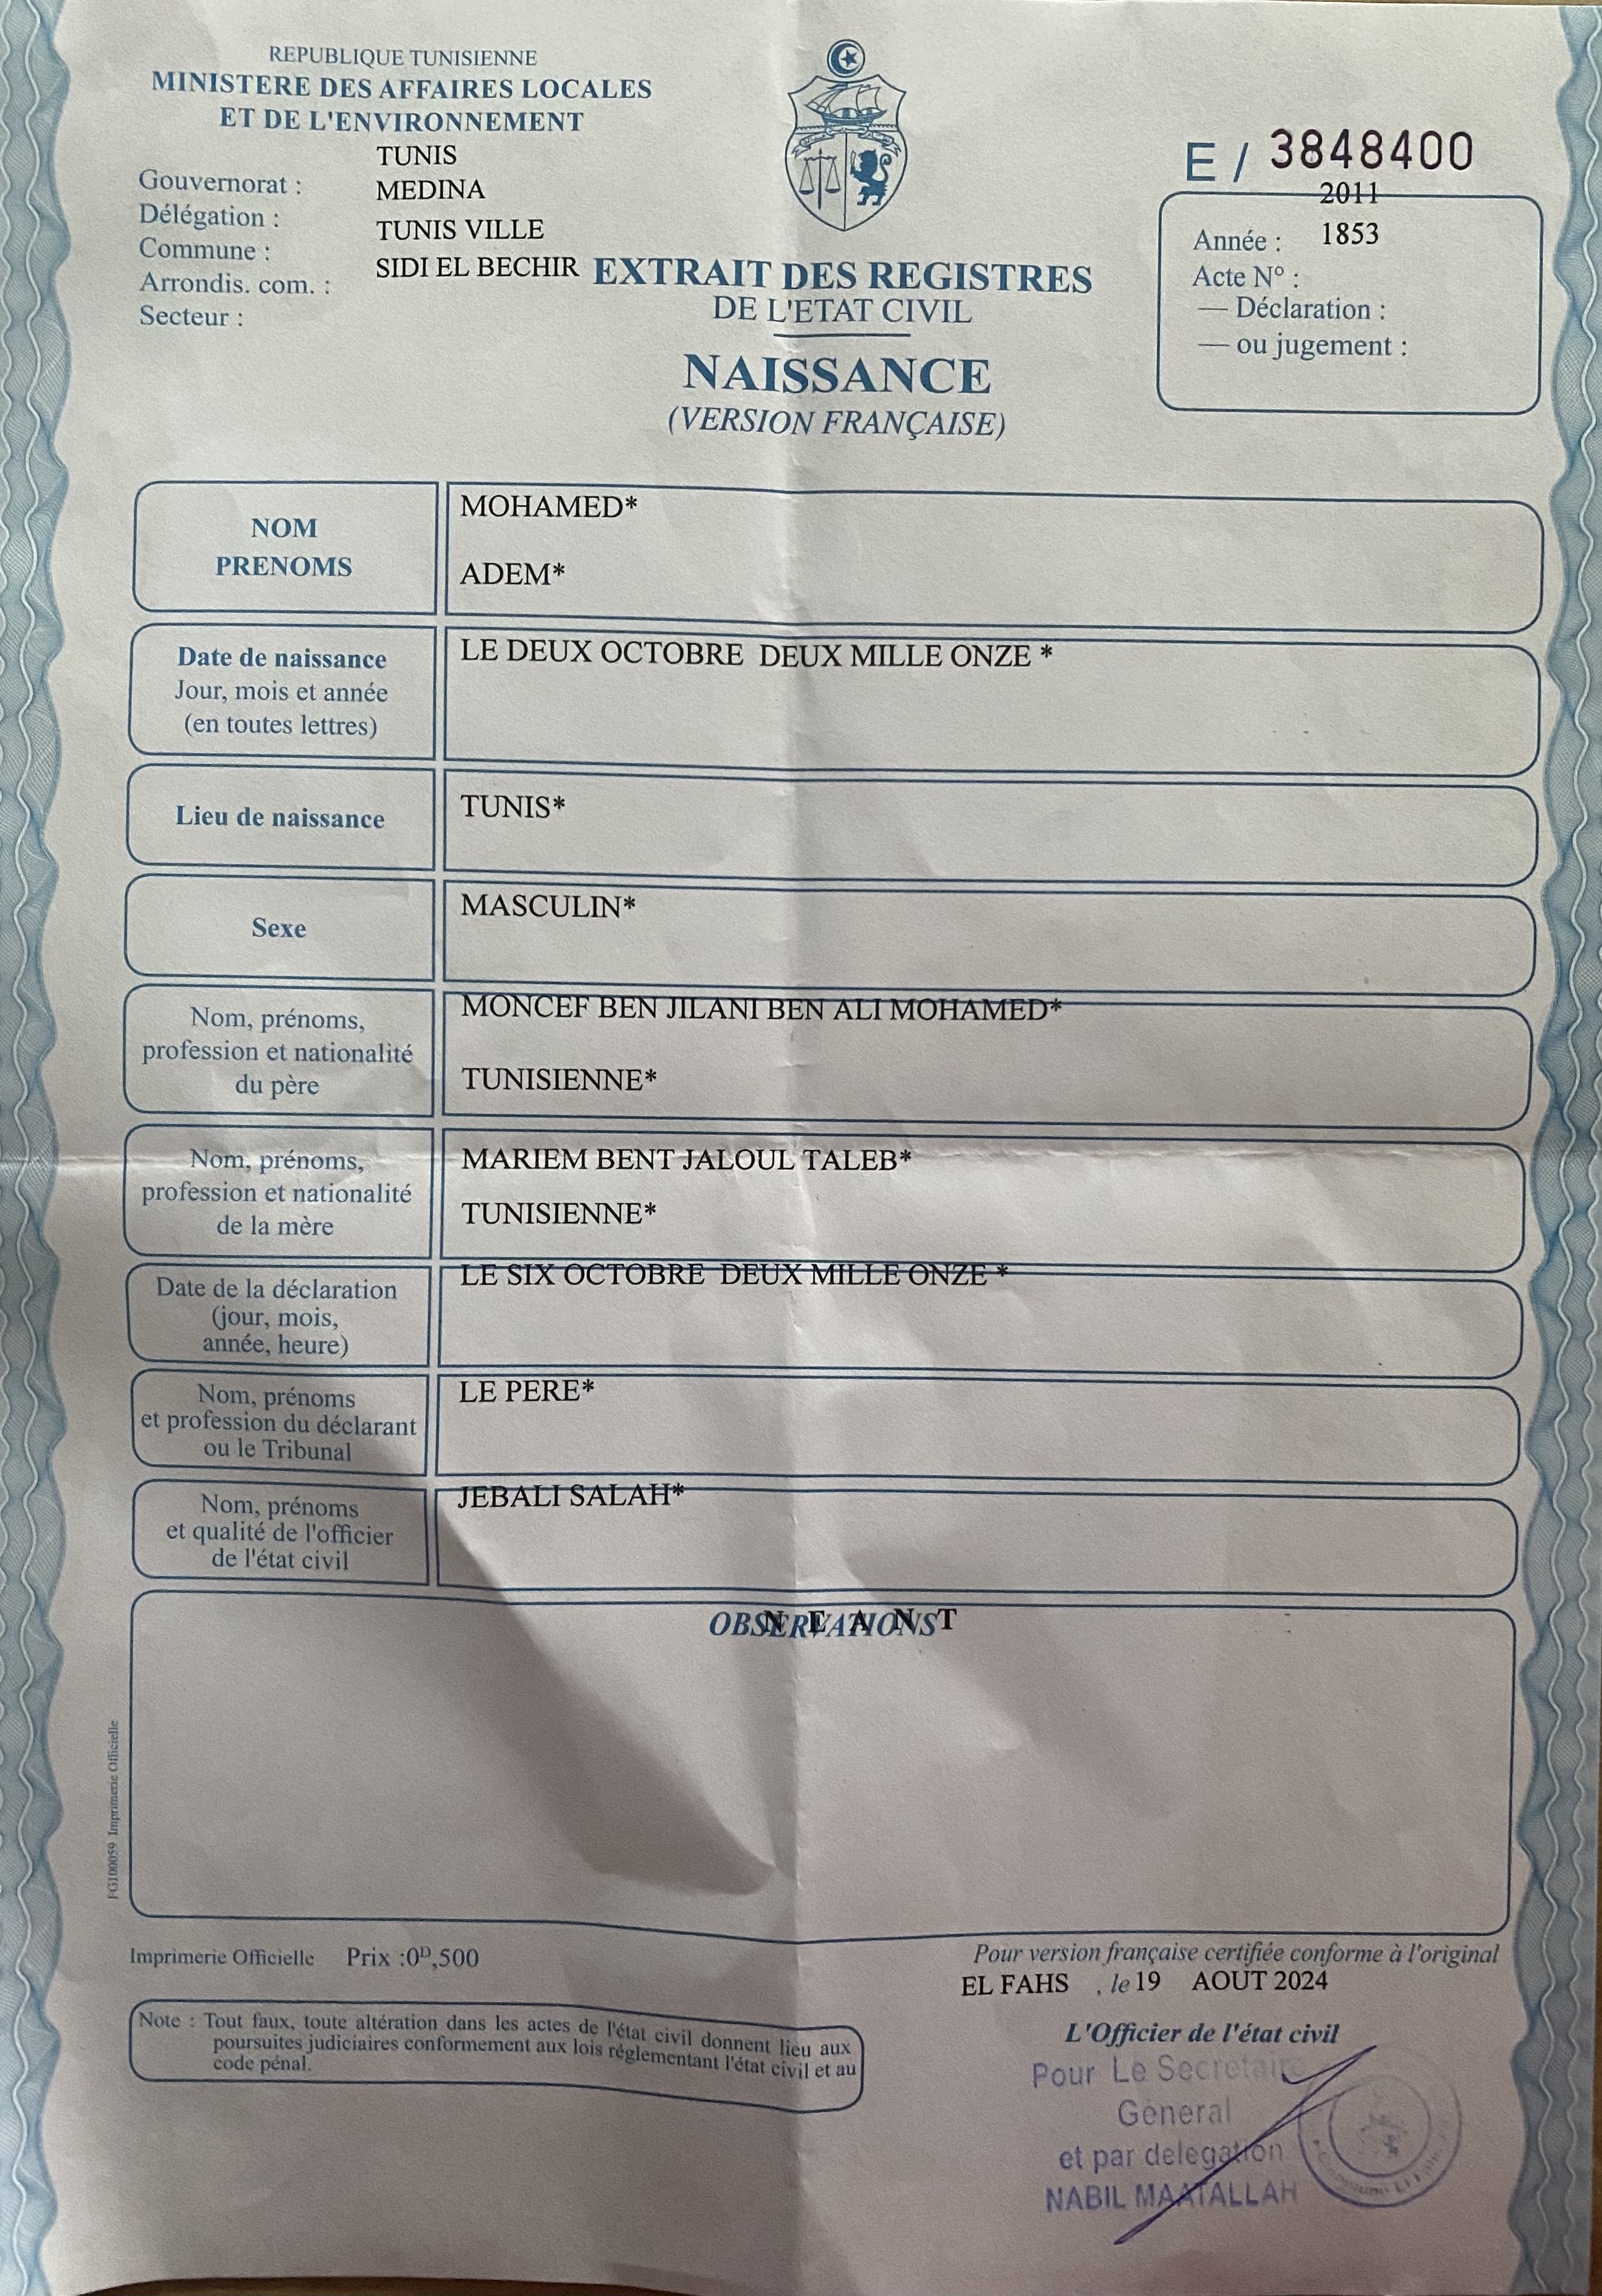 REPUBLIQUE TUNISIENNE
MINISTERE DES AFFAIRES LOCALES
ET DE L'ENVIRONNEMENT
TUNIS
Gouvernorat :
MEDINA
Délégation :
TUNIS VILLE
Commune :
SIDI EL BECHIR
Arrondis. com. :
Secteur :
E / 3848400
2011
Année : 1853
Acte N° :
— Déclaration :
— ou jugement :
EXTRAIT DES REGISTRES
DE L'ETAT CIVIL
NAISSANCE
(VERSION FRANÇAISE)
NOM
PRENOMS
MOHAMED*
ADEM*
Date de naissance
Jour, mois et année
(en toutes lettres)
LE DEUX OCTOBRE DEUX MILLE ONZE *
Lieu de naissance
TUNIS*
Sexe
MASCULIN*
Nom, prénoms,
profession et nationalité
du père
MONCEF BEN JILANI BEN ALI MOHAMED*
TUNISIENNE*
Nom, prénoms,
profession et nationalité
de la mère
MARIEM BENT JALOUL TALEB*
TUNISIENNE*
Date de la déclaration
(jour, mois,
année, heure)
LE SIX OCTOBRE DEUX MILLE ONZE *
Nom, prénoms
et profession du déclarant
ou le Tribunal
LE PERE*
Nom, prénoms
et qualité de l'officier
de l'état civil
JEBALI SALAH*
OBSERVATIONS
N E A N T
FG100059 Imprimerie Officielle
Imprimerie Officielle Prix :0ᴰ,500
Pour version française certifiée conforme à l'original
EL FAHS , le 19 AOUT 2024
Note : Tout faux, toute altération dans les actes de l'état civil donnent lieu aux
poursuites judiciaires conformement aux lois réglementant l'état civil et au
code pénal.
L'Officier de l'état civil
Pour Le Secrétaire
Géneral
et par delegation
NABIL MAATALLAH